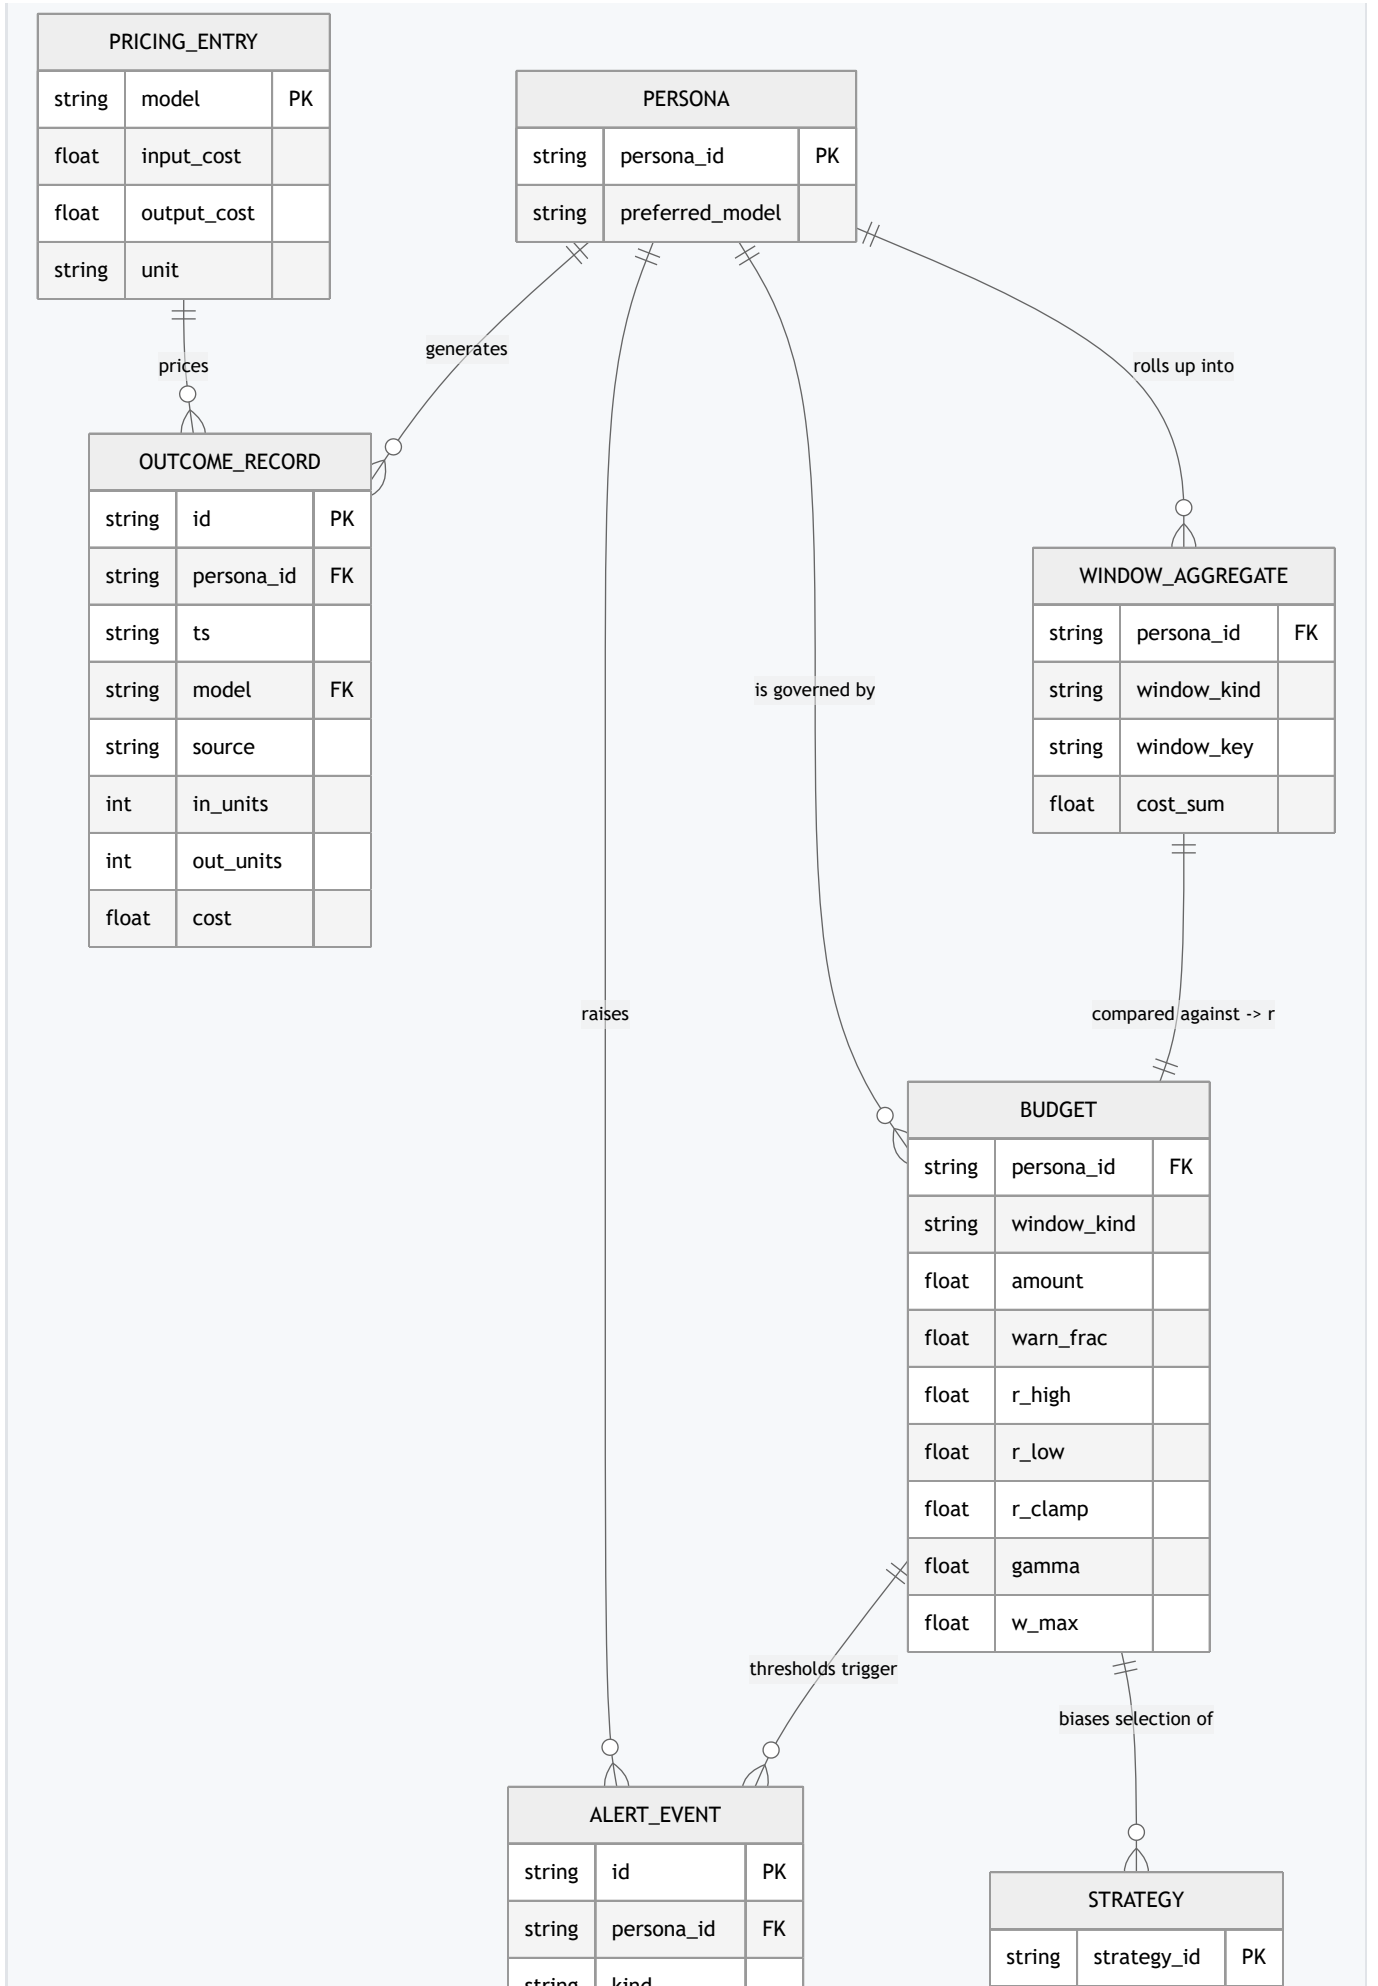 PRICING_ENTRY
string model PK
float input_cost
float output_cost
string unit
PERSONA
string persona_id PK
string preferred_model
prices
generates
rolls up into
OUTCOME_RECORD
string id PK
string persona_id FK
string ts
string model FK
string source
int in_units
int out_units
float cost
WINDOW_AGGREGATE
string persona_id FK
string window_kind
string window_key
float cost_sum
is governed by
raises
compared against -> r
BUDGET
string persona_id FK
string window_kind
float amount
float warn_frac
float r_high
float r_low
float r_clamp
float gamma
float w_max
thresholds trigger
biases selection of
ALERT_EVENT
string id PK
string persona_id FK
string kind
STRATEGY
string strategy_id PK